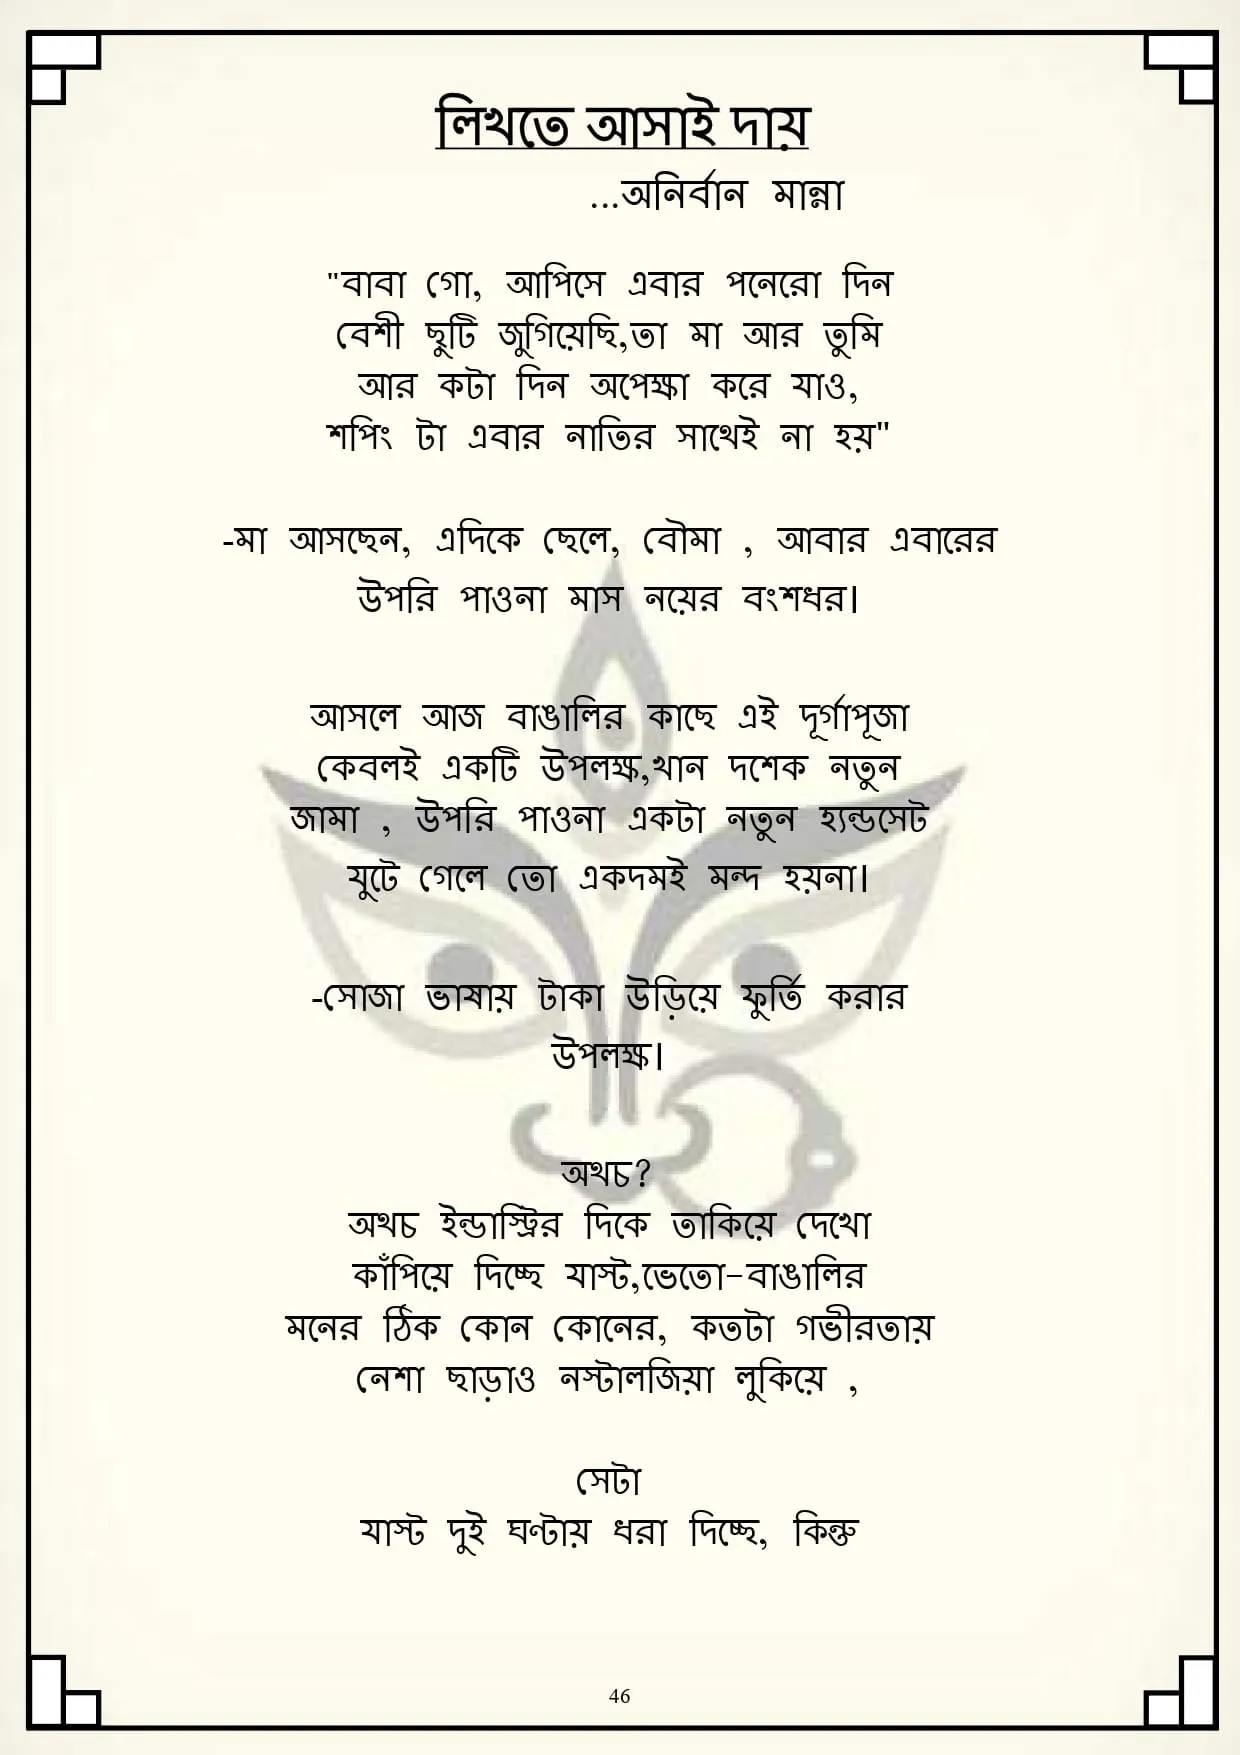 লিখতে আসাই দায়
...অনির্বান মান্না
"বাবা গো, আপিসে এবার পনেরো দিন
বেশী ছুটি জুগিয়েছি,তা মা আর তুমি
আর কটা দিন অপেক্ষা করে যাও,
শপিং টা এবার নাতির সাথেই না হয়"
-মা আসছেন, এদিকে ছেলে, বৌমা , আবার এবারের
উপরি পাওনা মাস নয়ের বংশধর।
আসলে আজ বাঙালির কাছে এই দূর্গাপূজা
কেবলই একটি উপলক্ষ,খান দশেক নতুন
জামা , উপরি পাওনা একটা নতুন হ্যন্ডসেট
যুটে গেলে তো একদমই মন্দ হয়না।
-সোজা ভাষায় টাকা উড়িয়ে ফুর্তি করার
উপলক্ষ।
অথচ?
অথচ ইন্ডাস্ট্রির দিকে তাকিয়ে দেখো
কাঁপিয়ে দিচ্ছে যাস্ট,ভেতো-বাঙালির
মনের ঠিক কোন কোনের, কতটা গভীরতায়
নেশা ছাড়াও নস্টালজিয়া লুকিয়ে ,
সেটা
যাস্ট দুই ঘণ্টায় ধরা দিচ্ছে, কিন্তু
46